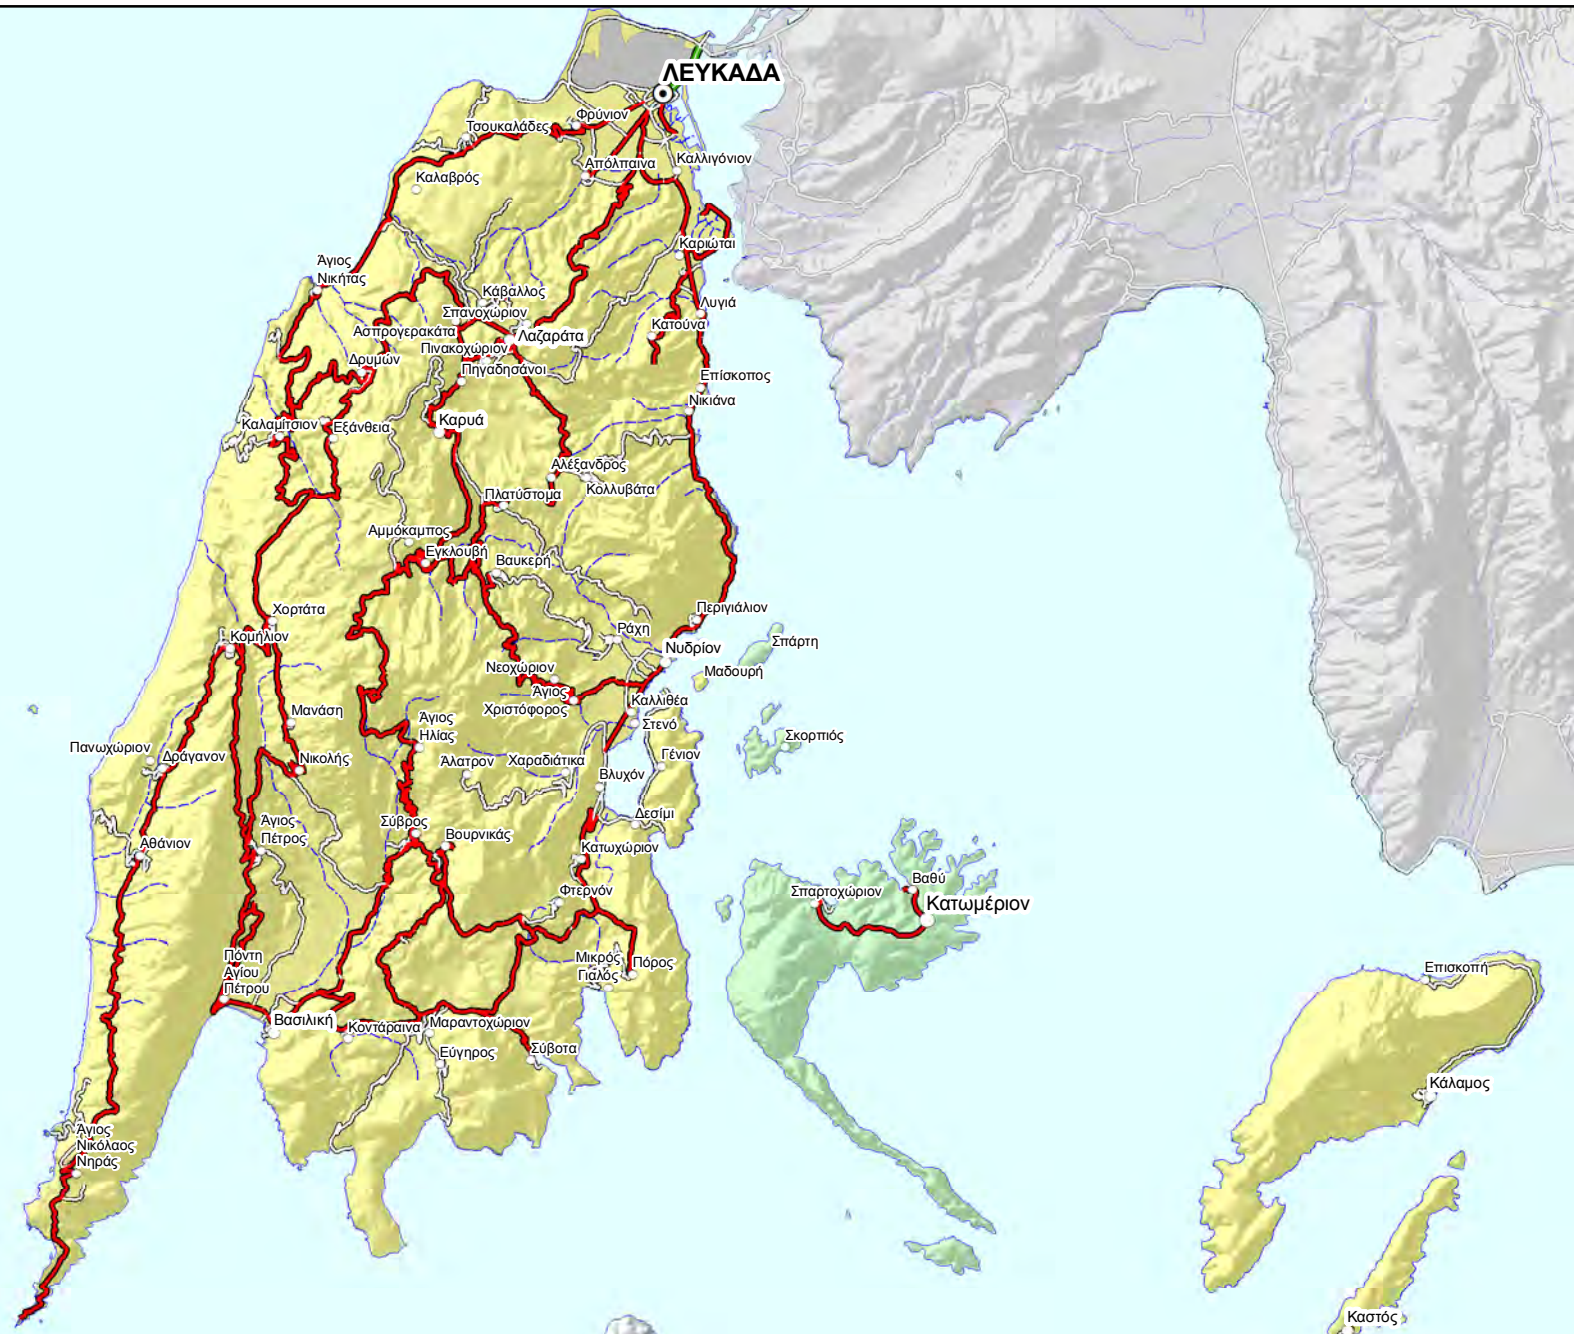 ΛΕΥΚΑΔΑ
Φρύνιον
Τσουκαλάδες
Απόλπαινα
Καλλιγόνιον
Καλαβρός
Καριώται
Άγιος
Νικήτας
Κάβαλλος
Σπανοχώριον
Λυγιά
Ασπρογερακάτα
Κατούνα
Λαζαράτα
Πινακοχώριον
Δρυμών
Πηγαδησάνοι
Επίσκοπος
Νικιάνα
Καρυά
Καλαμίτσιον
Εξάνθεια
Αλέξανδρος
Κολλυβάτα
Πλατύστομα
Αμμόκαμπος
Εγκλουβή
Βαυκερή
Χορτάτα
Περιγιάλιον
Κομήλιον
Ράχη
Σπάρτη
Νυδρίον
Νεοχώριον
Μαδουρή
Άγιος
Χριστόφορος
Καλλιθέα
Μανάση
Άγιος
Ηλίας
Στενό
Σκορπιός
Πανωχώριον
Δράγανον
Νικολής
Άλατρον
Χαραδιάτικα
Γένιον
Βλυχόν
Δεσίμι
Άγιος
Πέτρος
Σύβρος
Βουρνικάς
Αθάνιον
Κατωχώριον
Φτερνόν
Σπαρτοχώριον
Βαθύ
Κατωμέριον
Πόντη
Αγίου
Πέτρου
Μικρός
Γιαλός
Πόρος
Επισκοπή
Βασιλική
Κοντάραινα
Μαραντοχώριον
Εύγηρος
Σύβοτα
Κάλαμος
Άγιος
Νικόλαος
Νηράς
Καστός